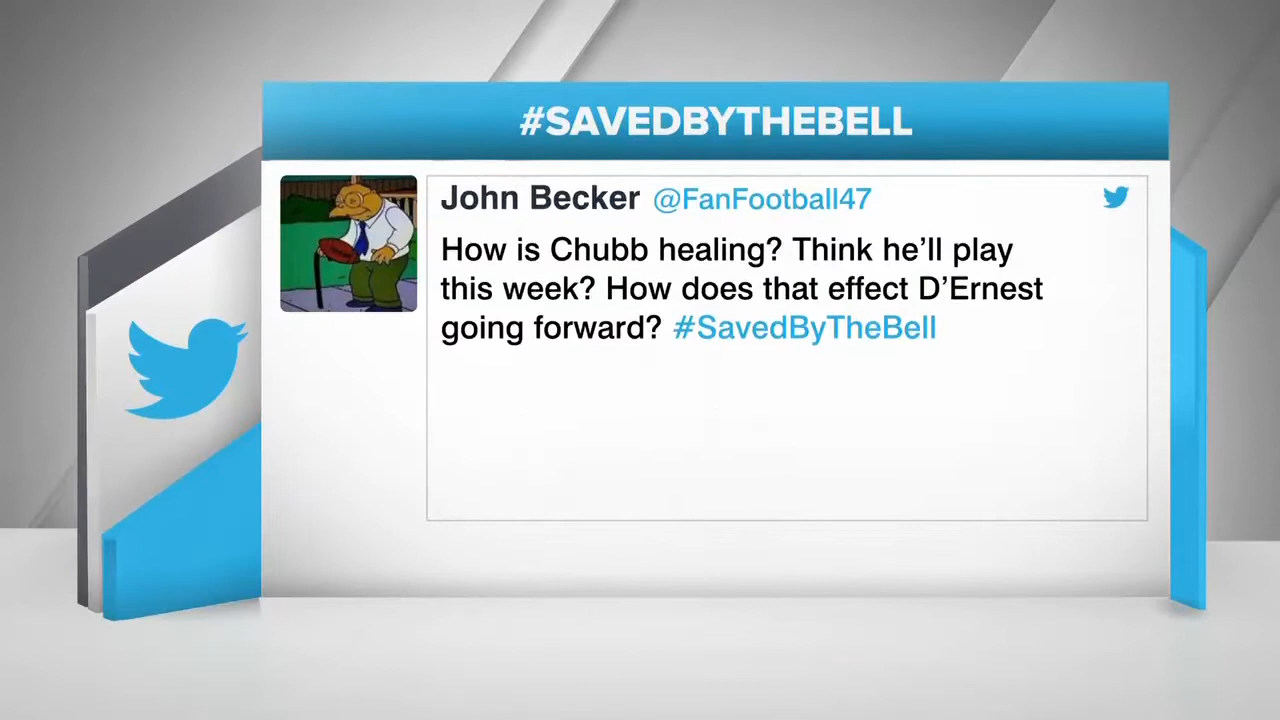 #SAVEDBYTHEBELL
John Becker @FanFootball47
How is Chubb healing? Think he’ll play
this week? How does that effect D’Ernest
going forward? #SavedByTheBell